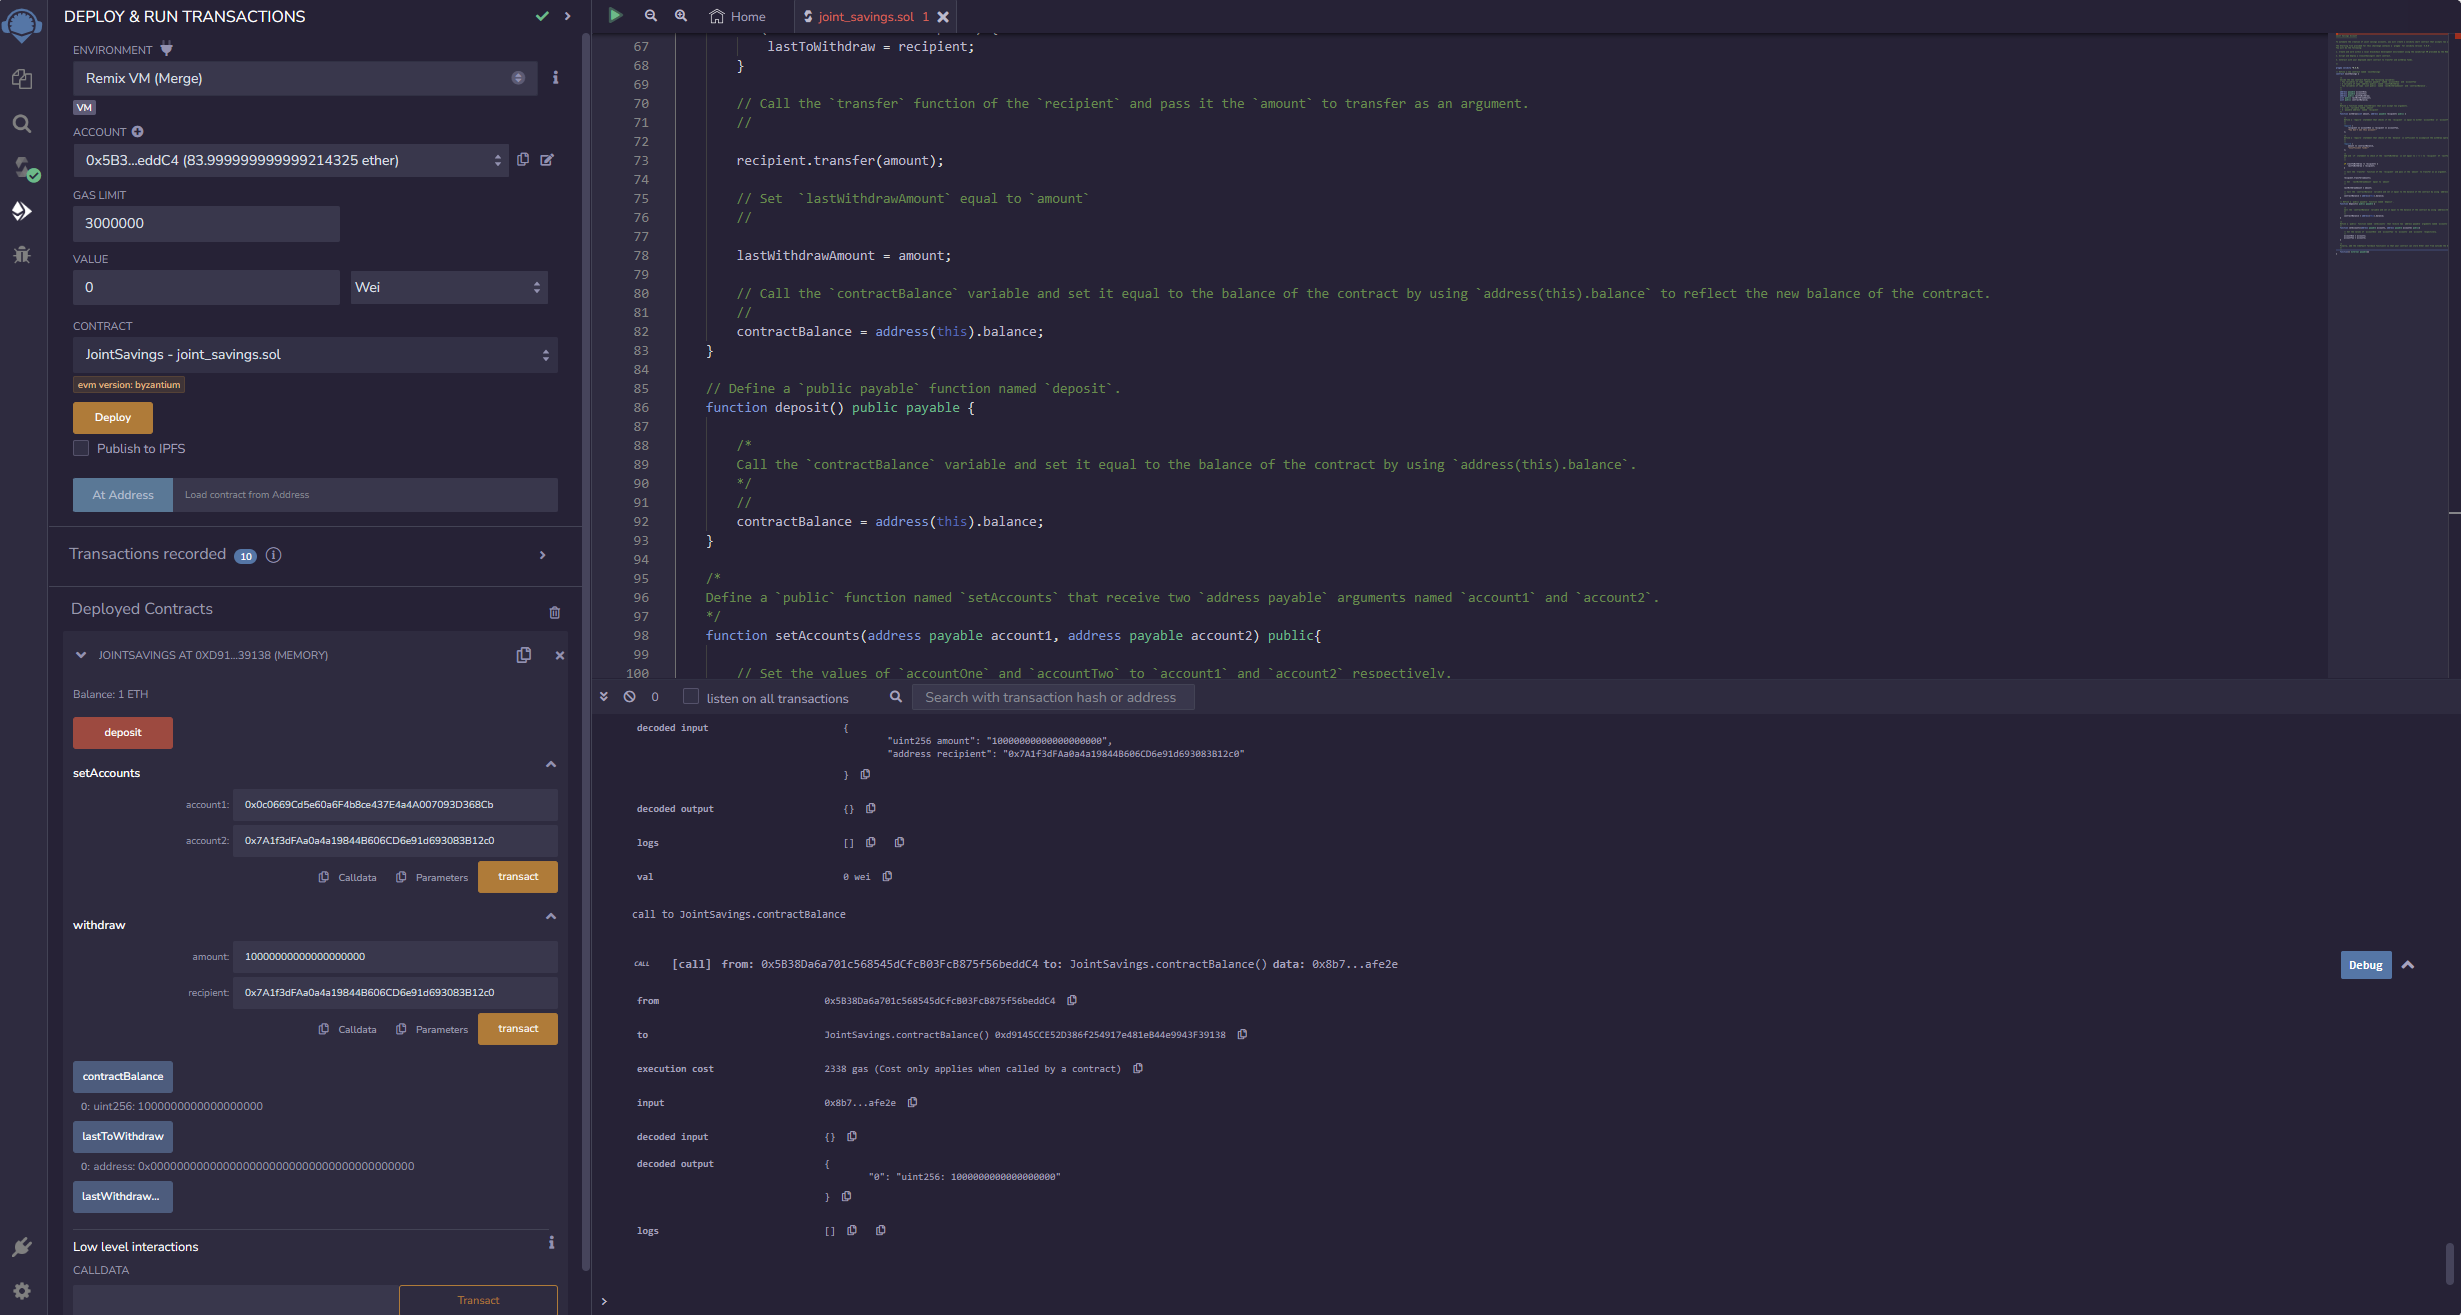 DEPLOY & RUN TRANSACTIONS
ENVIRONMENT
Remix VM (Merge)
VM
ACCOUNT
0x5B3...eddC4 (83.999999999999214325 ether)
GAS LIMIT
3000000
VALUE
0
Wei
CONTRACT
JointSavings - joint_savings.sol
evm version: byzantium
Deploy
Publish to IPFS
At Address
Load contract from Address
Transactions recorded 10
Deployed Contracts
JOINTSAVINGS AT 0XD91...39138 (MEMORY)
Balance: 1 ETH
deposit
setAccounts
account1: 0x0c0669Cd5e60a6F4b8ce437E4a4A007093D368Cb
account2: 0x7A1f3dFAa0a4a19844B606CD6e91d693083B12c0
Calldata Parameters transact
withdraw
amount: 10000000000000000000
recipient: 0x7A1f3dFAa0a4a19844B606CD6e91d693083B12c0
Calldata Parameters transact
contractBalance
0: uint256: 1000000000000000000
lastToWithdraw
0: address: 0x0000000000000000000000000000000000000000
lastWithdraw...
Low level interactions
CALLDATA
Transact
Home
joint_savings.sol 1
67 lastToWithdraw = recipient;
68 }
69
70 // Call the `transfer` function of the `recipient` and pass it the `amount` to transfer as an argument.
71 //
72
73 recipient.transfer(amount);
74
75 // Set `lastWithdrawAmount` equal to `amount`
76 //
77
78 lastWithdrawAmount = amount;
79
80 // Call the `contractBalance` variable and set it equal to the balance of the contract by using `address(this).balance` to reflect the new balance of the contract.
81 //
82 contractBalance = address(this).balance;
83 }
84
85 // Define a `public payable` function named `deposit`.
86 function deposit() public payable {
87
88 /*
89 Call the `contractBalance` variable and set it equal to the balance of the contract by using `address(this).balance`.
90 */
91 //
92 contractBalance = address(this).balance;
93 }
94
95 /*
96 Define a `public` function named `setAccounts` that receive two `address payable` arguments named `account1` and `account2`.
97 */
98 function setAccounts(address payable account1, address payable account2) public{
99
100 // Set the values of `accountOne` and `accountTwo` to `account1` and `account2` respectively.
0 listen on all transactions Search with transaction hash or address
decoded input {
"uint256 amount": "10000000000000000000",
"address recipient": "0x7A1f3dFAa0a4a19844B606CD6e91d693083B12c0"
}
decoded output {}
logs []
val 0 wei
call to JointSavings.contractBalance
CALL [call] from: 0x5B38Da6a701c568545dCfcB03FcB875f56beddC4 to: JointSavings.contractBalance() data: 0x8b7...afe2e
Debug
from 0x5B38Da6a701c568545dCfcB03FcB875f56beddC4
to JointSavings.contractBalance() 0xd9145CCE52D386f254917e481eB44e9943F39138
execution cost 2338 gas (Cost only applies when called by a contract)
input 0x8b7...afe2e
decoded input {}
decoded output {
"0": "uint256: 1000000000000000000"
}
logs []
>